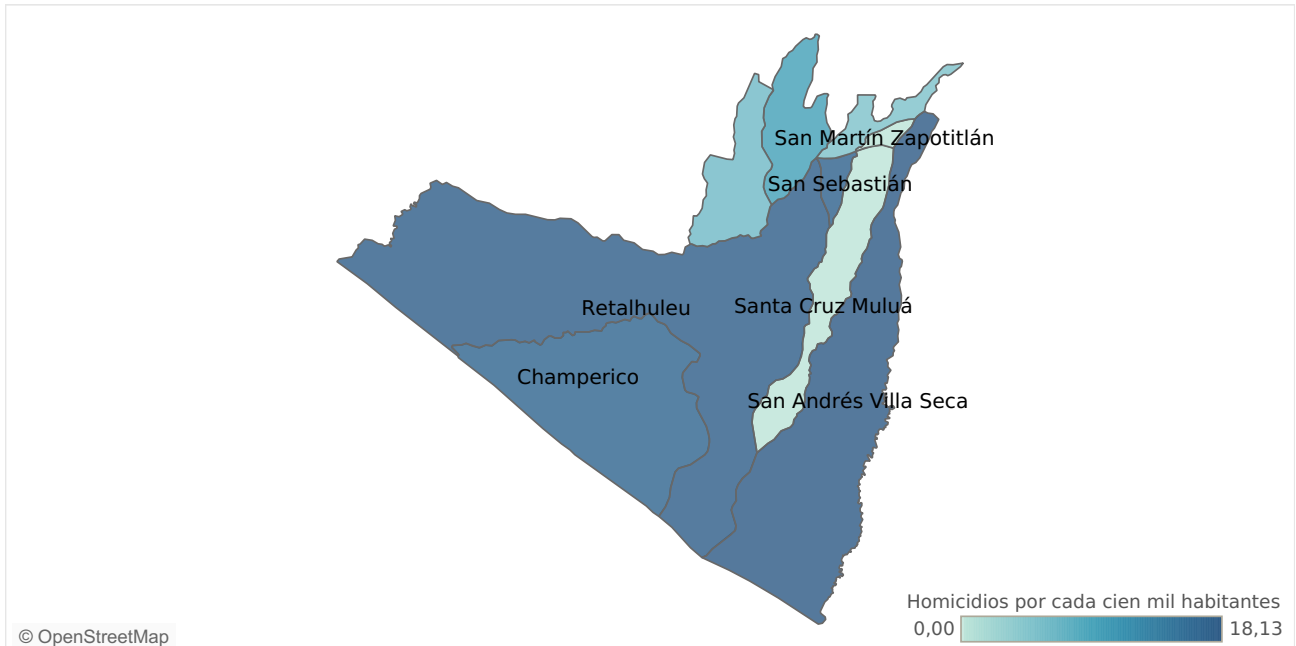 San Martín Zapotitlán
San Sebastián
Retalhuleu
Santa Cruz Muluá
Champerico
San Andrés Villa Seca
Homicidios por cada cien mil habitantes
0,00
18,13
© OpenStreetMap